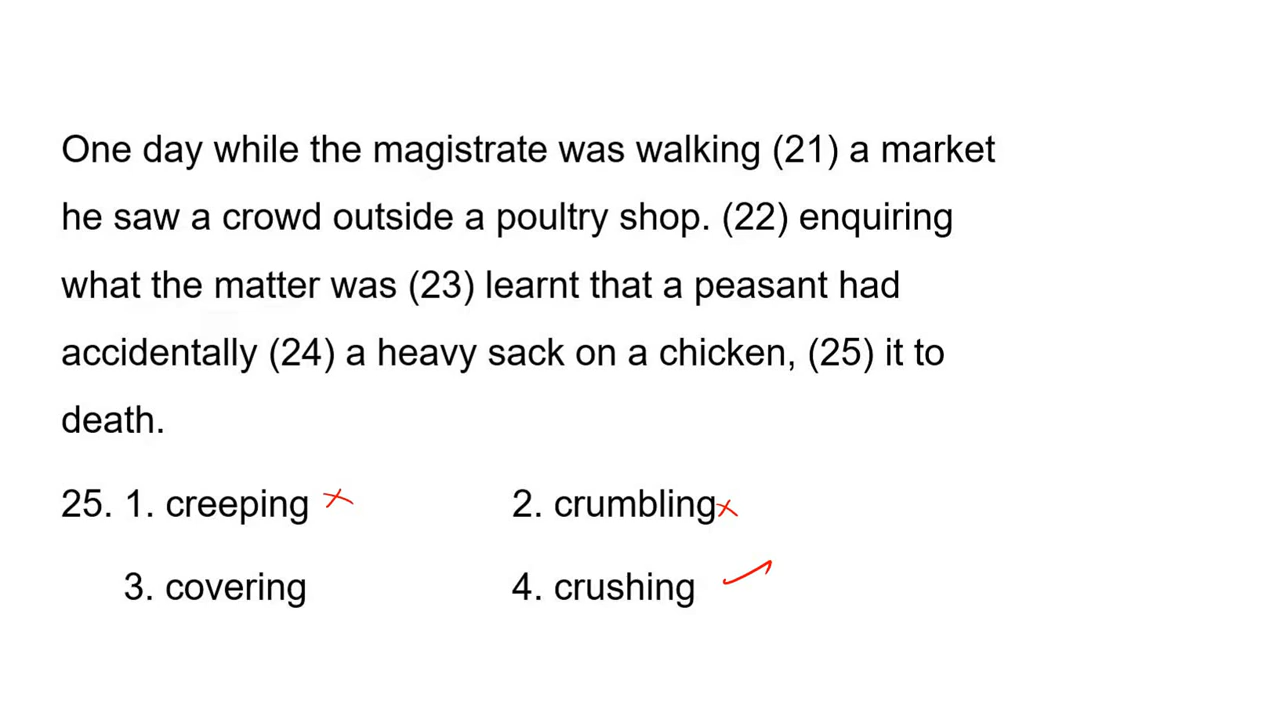 One day while the magistrate was walking (21) a market
he saw a crowd outside a poultry shop. (22) enquiring
what the matter was (23) learnt that a peasant had
accidentally (24) a heavy sack on a chicken, (25) it to
death.
25. 1. creeping 2. crumbling
3. covering 4. crushing